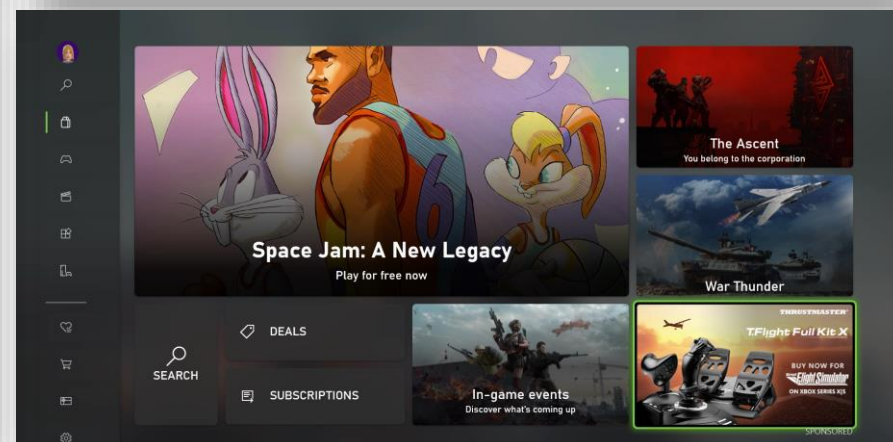 Space Jam: A New Legacy
Play for free now
The Ascent
You belong to the corporation
War Thunder
SEARCH
DEALS
SUBSCRIPTIONS
In-game events
Discover what's coming up
THRUSTMASTER
T.Flight Full Kit X
BUY NOW FOR
Flight Simulator
ON XBOX SERIES X|S
SPONSORED
6